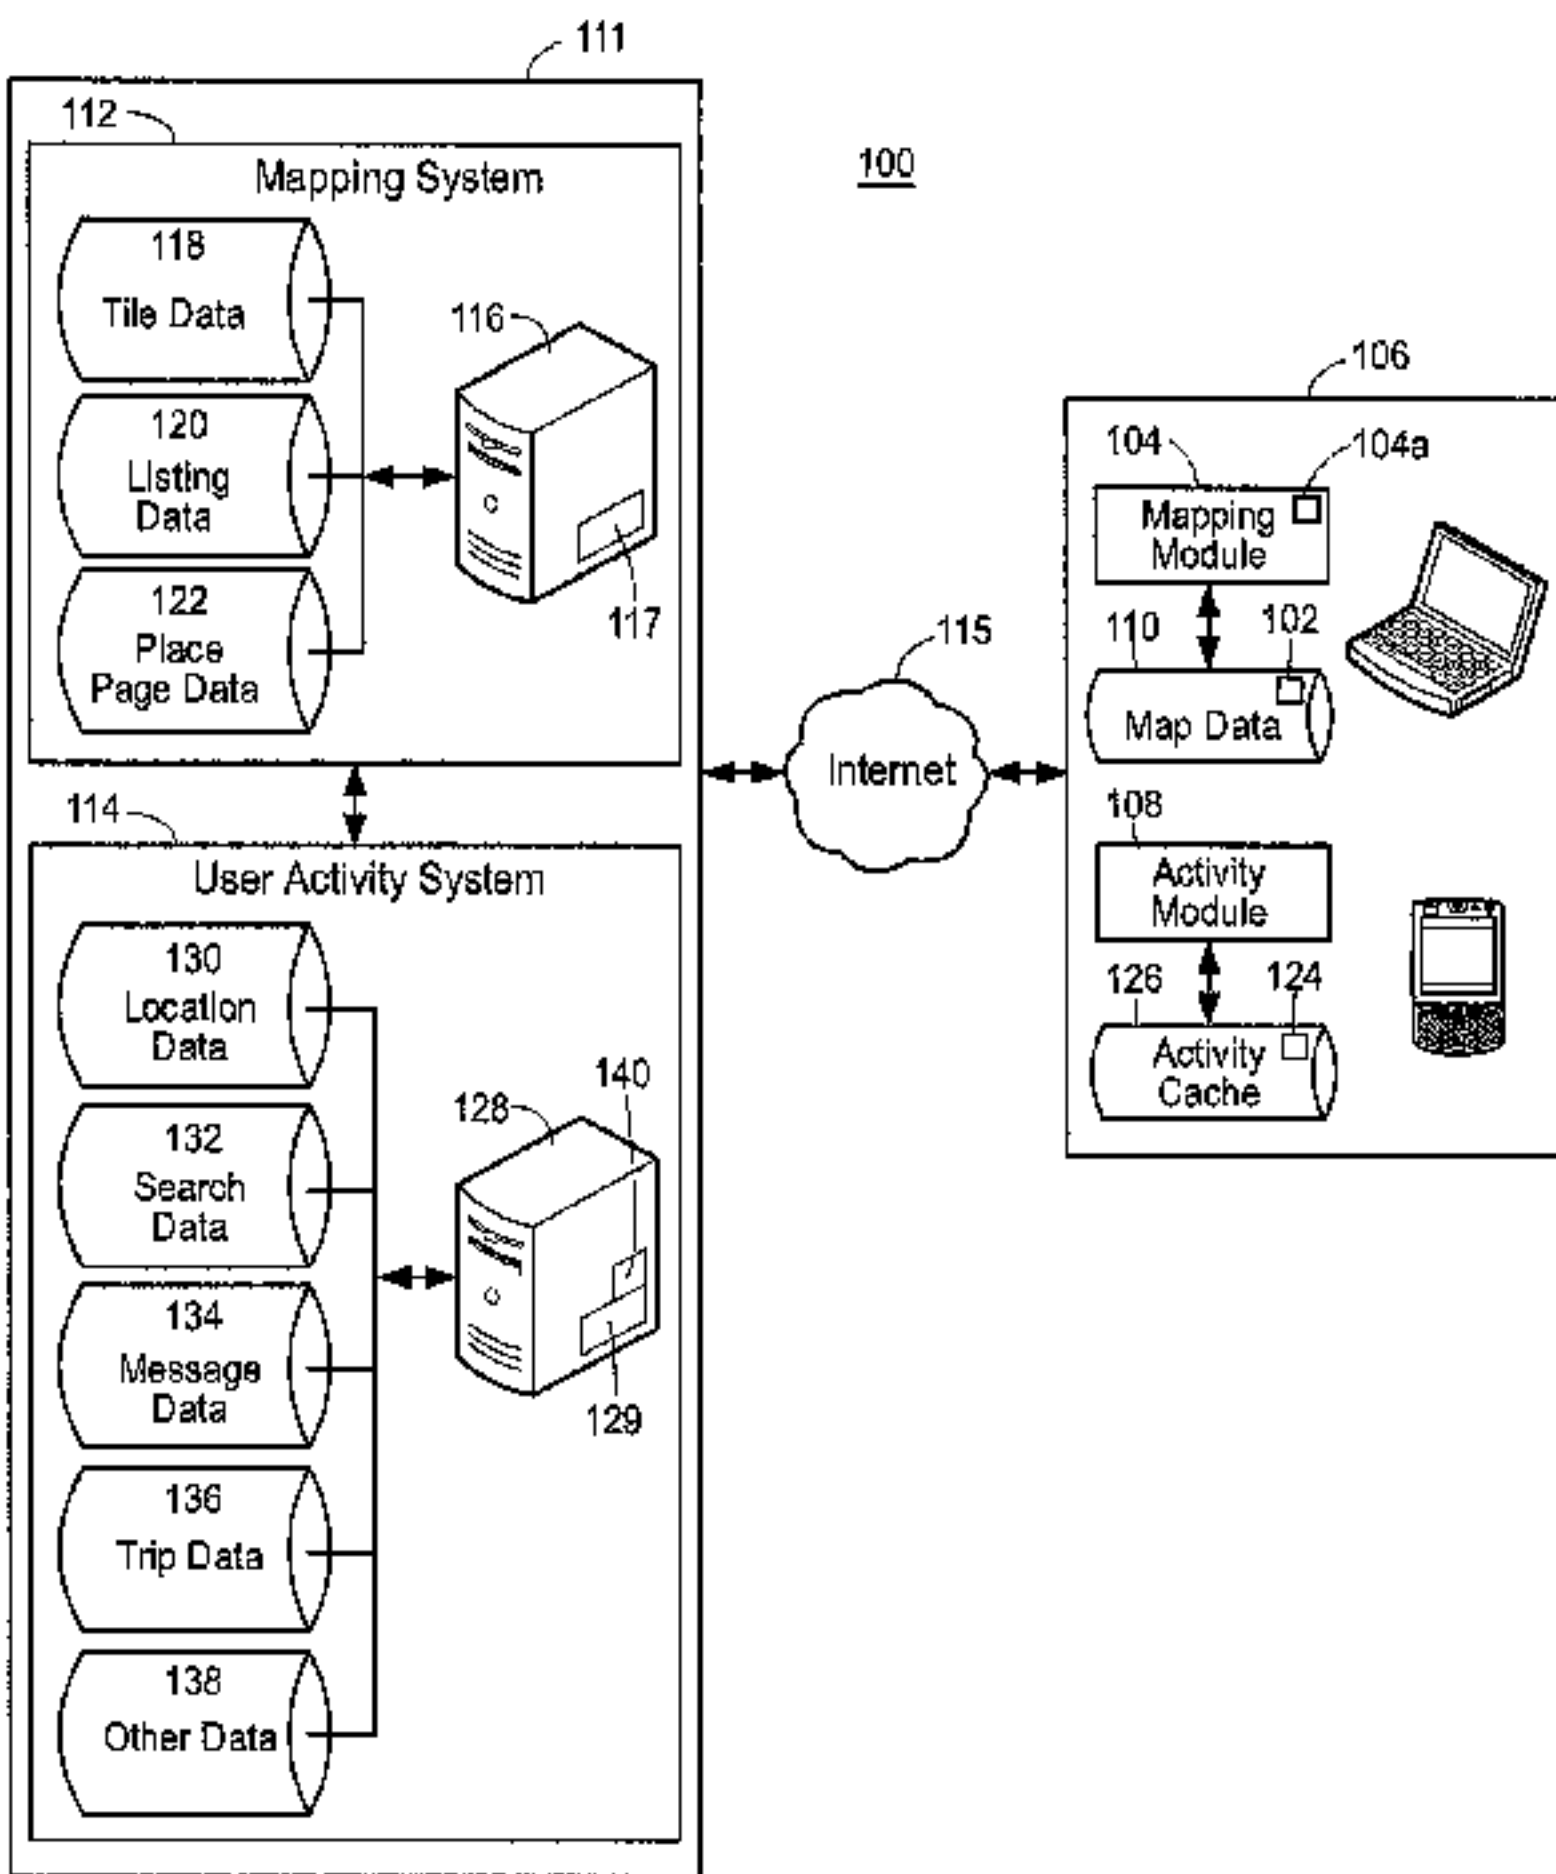 111
112
Mapping System
100
118
Tile Data
116
120
Listing
Data
122
Place
Page Data
117
106
104
104a
Mapping
Module
110
102
Map Data
115
Internet
108
Activity
Module
126
124
Activity
Cache
114
User Activity System
130
Location
Data
132
Search
Data
128
140
134
Message
Data
129
136
Trip Data
138
Other Data